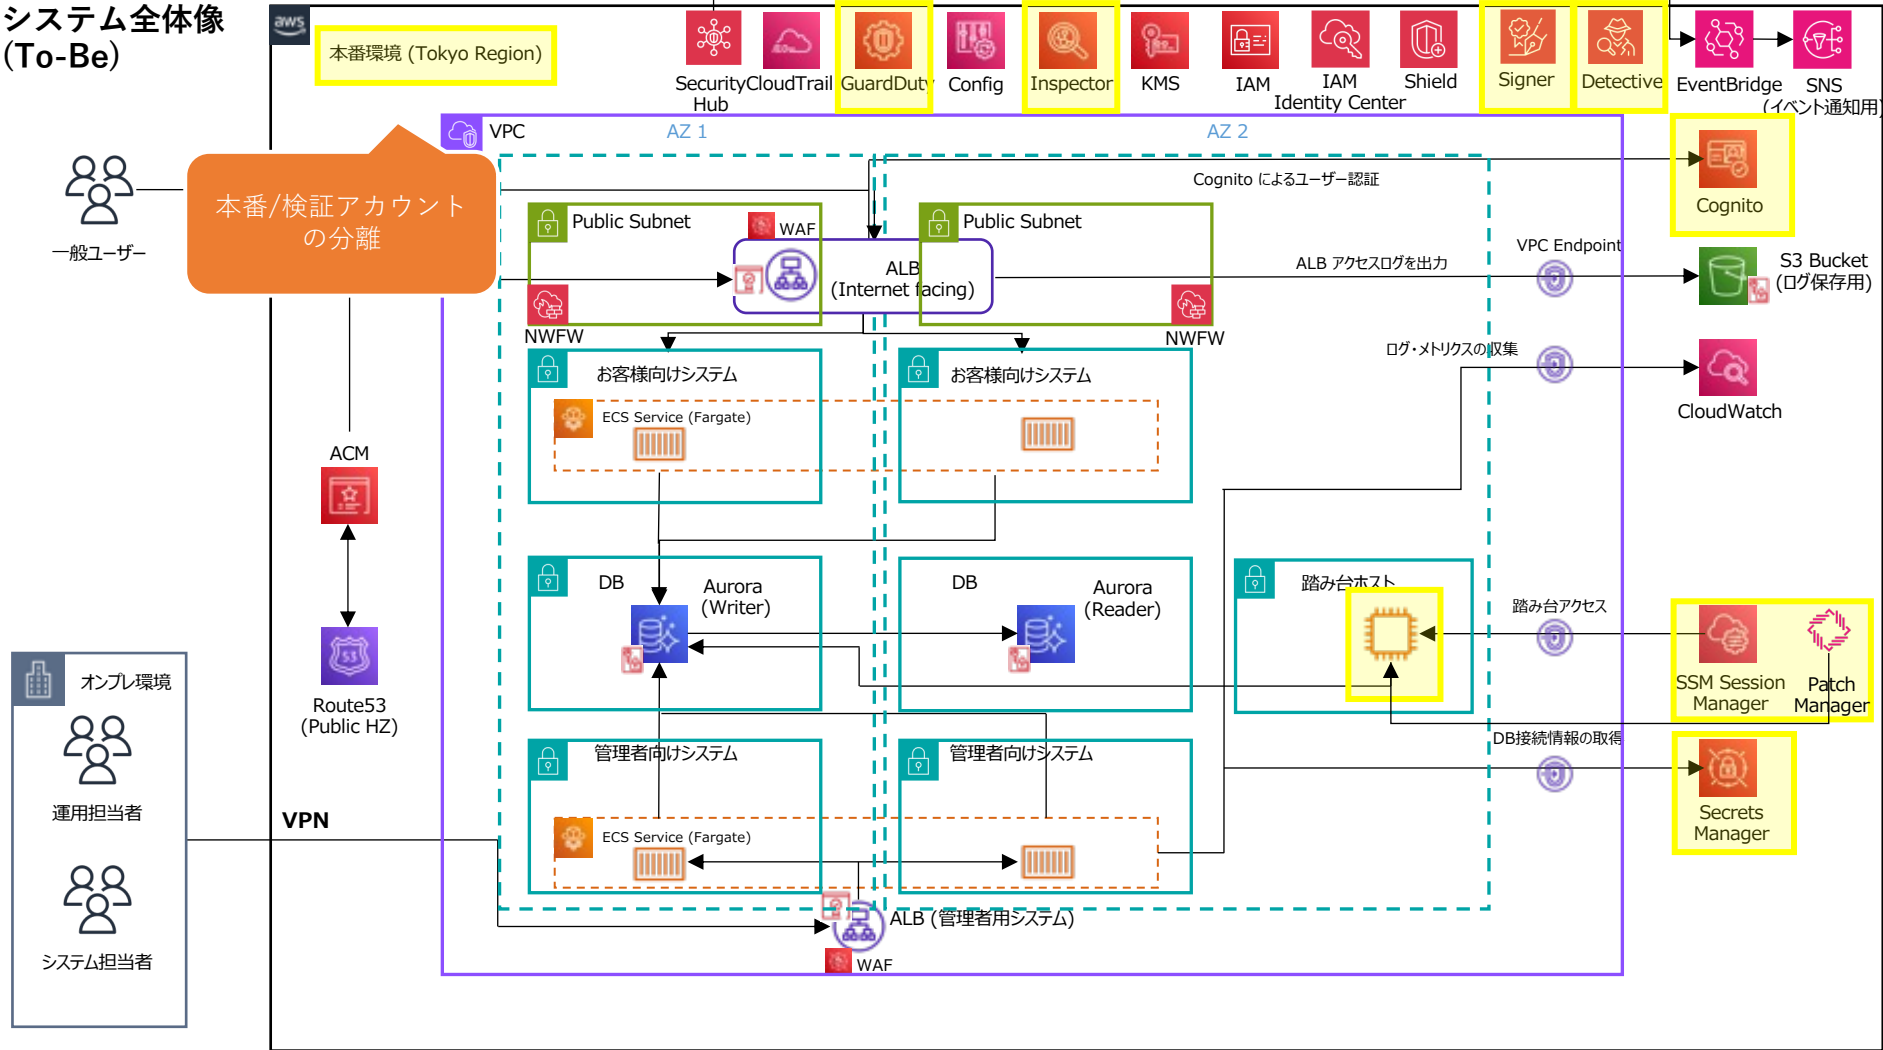 システム全体像
(To-Be)
aws
本番環境 (Tokyo Region)
Security
Hub
CloudTrail
GuardDuty
Config
Inspector
KMS
IAM
IAM
Identity Center
Shield
Signer
Detective
EventBridge
SNS
(イベント通知用)
VPC
AZ 1
AZ 2
本番/検証アカウント
の分離
一般ユーザー
Cognito によるユーザー認証
Cognito
Public Subnet
WAF
Public Subnet
ALB
(Internet facing)
ALB アクセスログを出力
VPC Endpoint
S3 Bucket
(ログ保存用)
NWFW
NWFW
ログ・メトリクスの収集
CloudWatch
お客様向けシステム
お客様向けシステム
ECS Service (Fargate)
ACM
DB
Aurora
(Writer)
DB
Aurora
(Reader)
踏み台ホスト
踏み台アクセス
SSM Session
Manager
Patch
Manager
53
Route53
(Public HZ)
オンプレ環境
運用担当者
システム担当者
VPN
管理者向けシステム
管理者向けシステム
DB接続情報の取得
Secrets
Manager
ECS Service (Fargate)
ALB (管理者用システム)
WAF